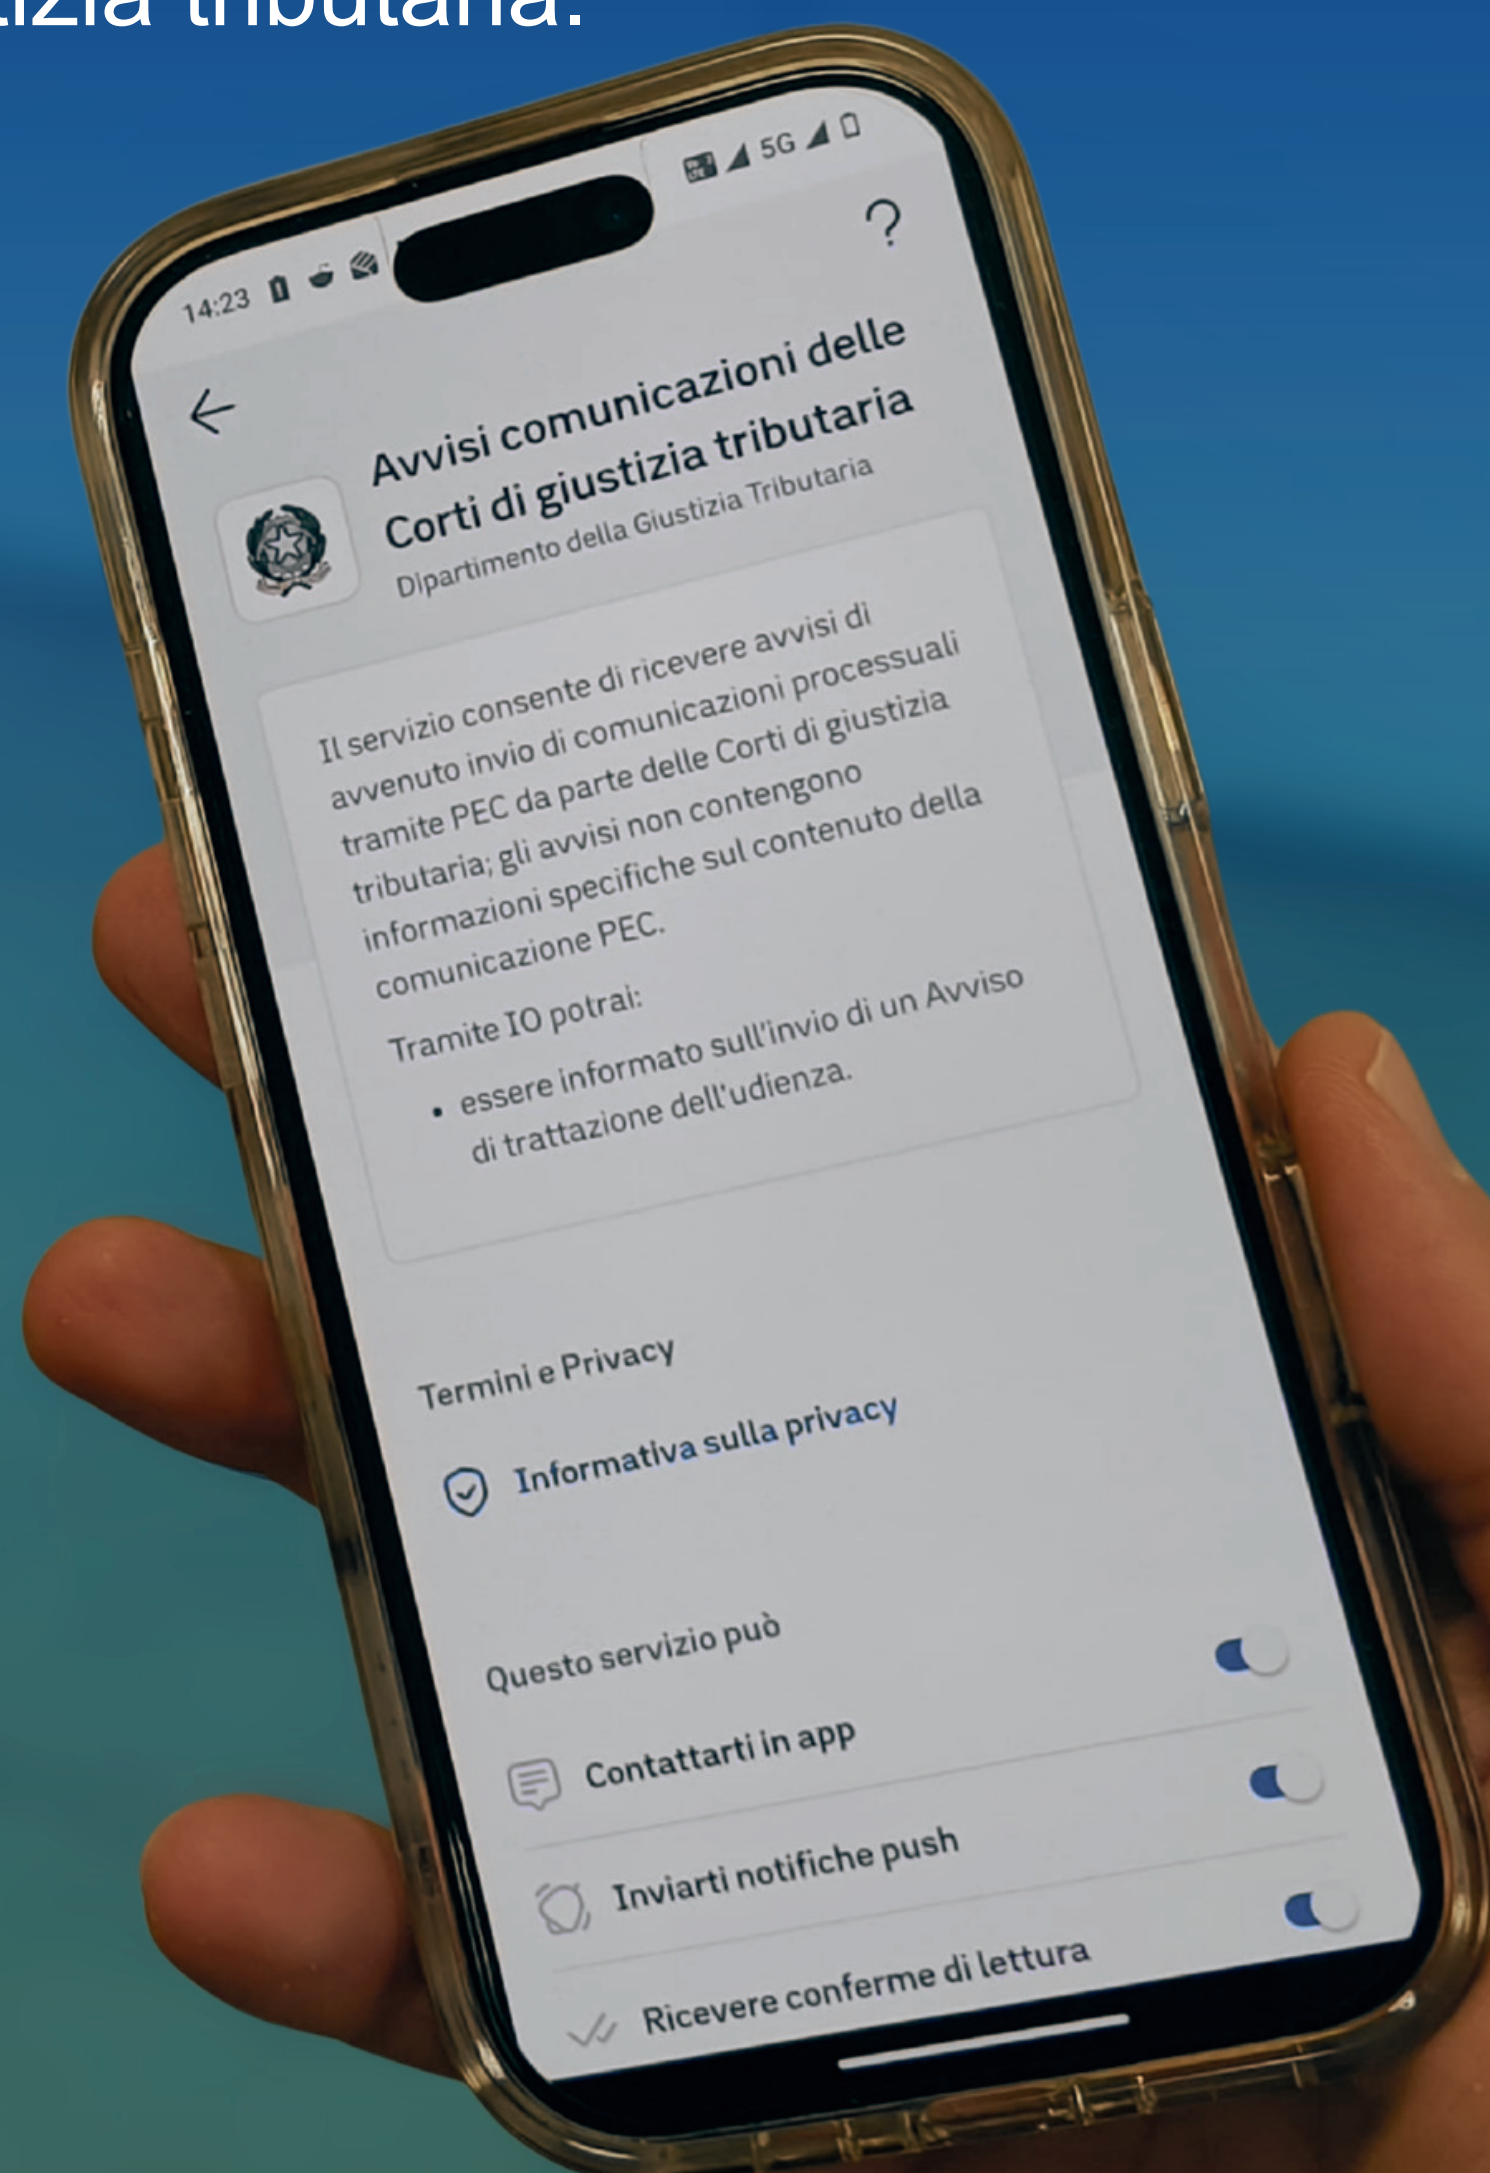 tizia tributaria.
14:23
5G
?
Avvisi comunicazioni delle
Corti di giustizia tributaria
Dipartimento della Giustizia Tributaria
Il servizio consente di ricevere avvisi di
avvenuto invio di comunicazioni processuali
tramite PEC da parte delle Corti di giustizia
tributaria; gli avvisi non contengono
informazioni specifiche sul contenuto della
comunicazione PEC.
Tramite IO potrai:
• essere informato sull'invio di un Avviso
di trattazione dell'udienza.
Termini e Privacy
Informativa sulla privacy
Questo servizio può
Contattarti in app
Inviarti notifiche push
Ricevere conferme di lettura